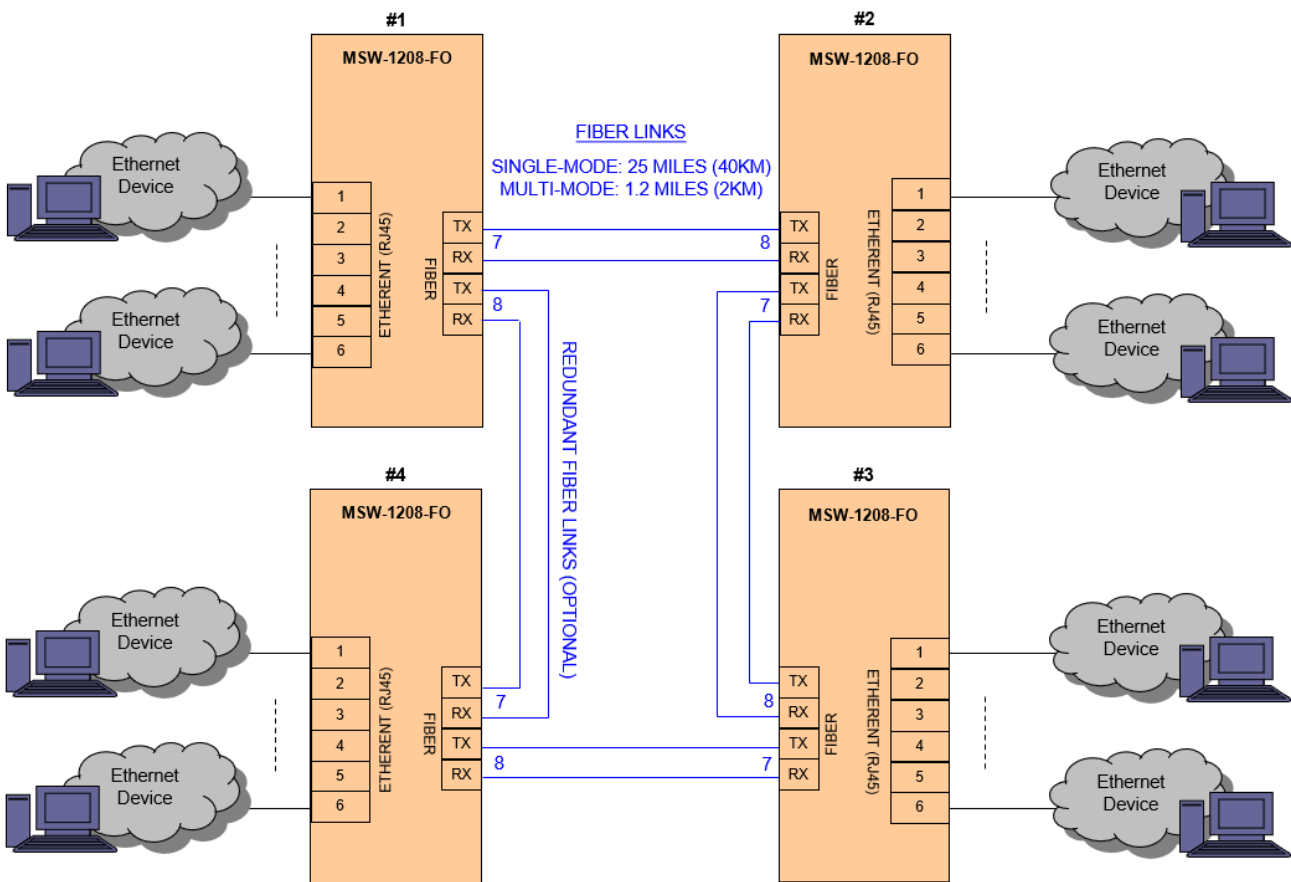 #1
#2
MSW-1208-FO
MSW-1208-FO
FIBER LINKS
SINGLE-MODE: 25 MILES (40KM)
MULTI-MODE: 1.2 MILES (2KM)
Ethernet
Device
Ethernet
Device
1
2
3
4
5
6
ETHERENT (RJ45)
FIBER
TX
RX
TX
RX
7
8
8
7
TX
RX
TX
RX
FIBER
ETHERENT (RJ45)
1
2
3
4
5
6
Ethernet
Device
Ethernet
Device
REDUNDANT FIBER LINKS (OPTIONAL)
#4
#3
MSW-1208-FO
MSW-1208-FO
Ethernet
Device
Ethernet
Device
1
2
3
4
5
6
ETHERENT (RJ45)
FIBER
TX
RX
TX
RX
7
8
8
7
TX
RX
TX
RX
FIBER
ETHERENT (RJ45)
1
2
3
4
5
6
Ethernet
Device
Ethernet
Device